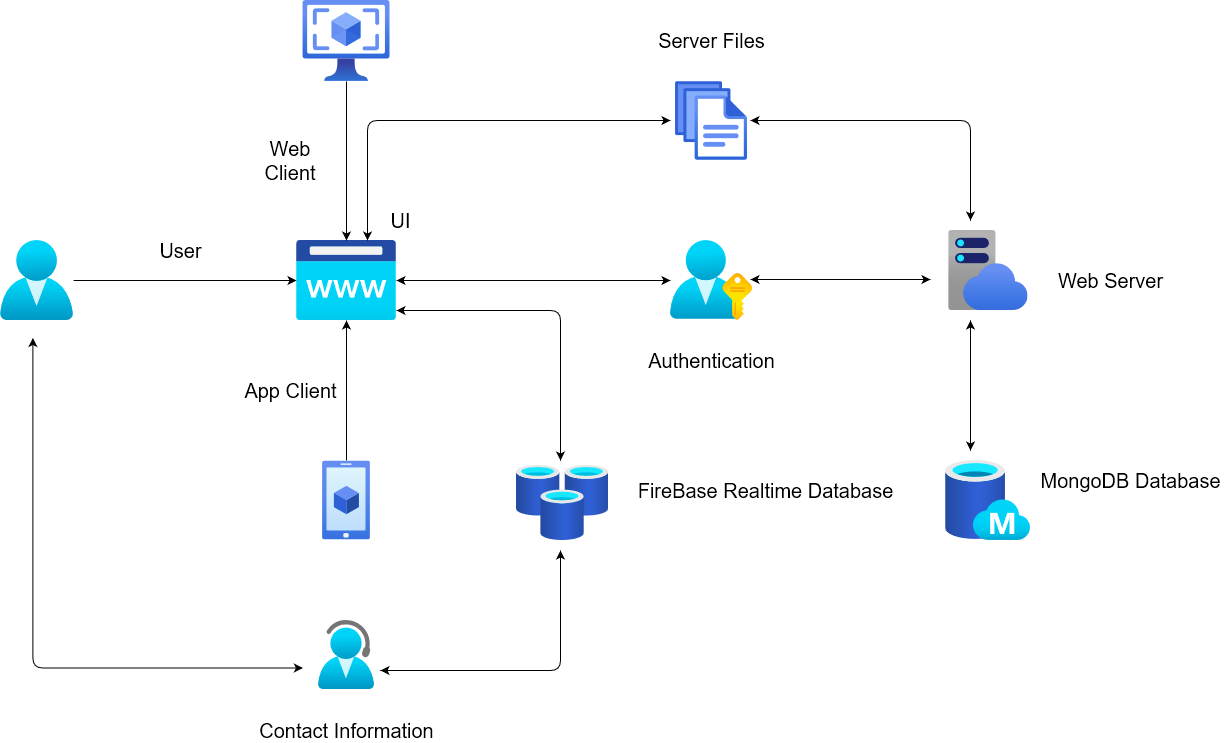 Server Files
Web
Client
UI
User
WWW
Web Server
Authentication
App Client
MongoDB Database
FireBase Realtime Database
M
Contact Information